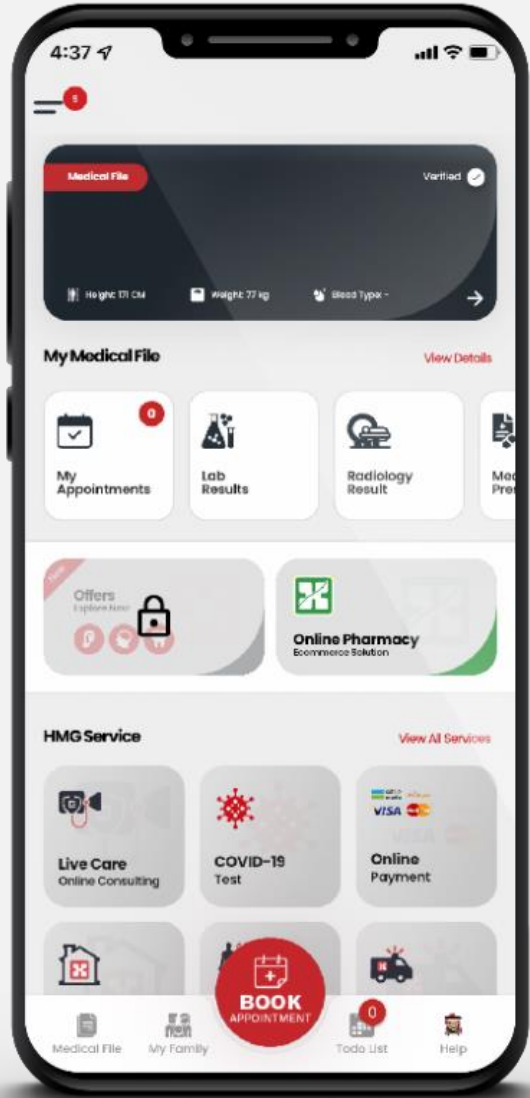 4:37
5
Medical File
Verified
Height: 171 CM
Weight: 77 kg
Blood Type: -
My Medical File
View Details
0
My
Appointments
Lab
Results
Radiology
Result
Med
Pre
New
Offers
Explore Now
Online Pharmacy
Ecommerce Solution
HMG Service
View All Services
Live Care
Online Consulting
COVID-19
Test
VISA
Online
Payment
BOOK
APPOINTMENT
Medical File
My Family
0
Todo List
Help